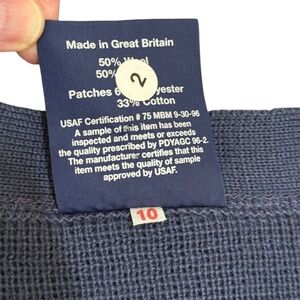 Made in Great Britain
50% Wool
50%
Patches 6 yester
33% Cotton
USAF Certification # 75 MBM 9-30-96
A sample of this item has been
inspected and meets or exceeds
the quality prescribed by PDYAGC 96-2.
The manufacturer certifies that this
item meets the quality of sample
approved by USAF.
2
10